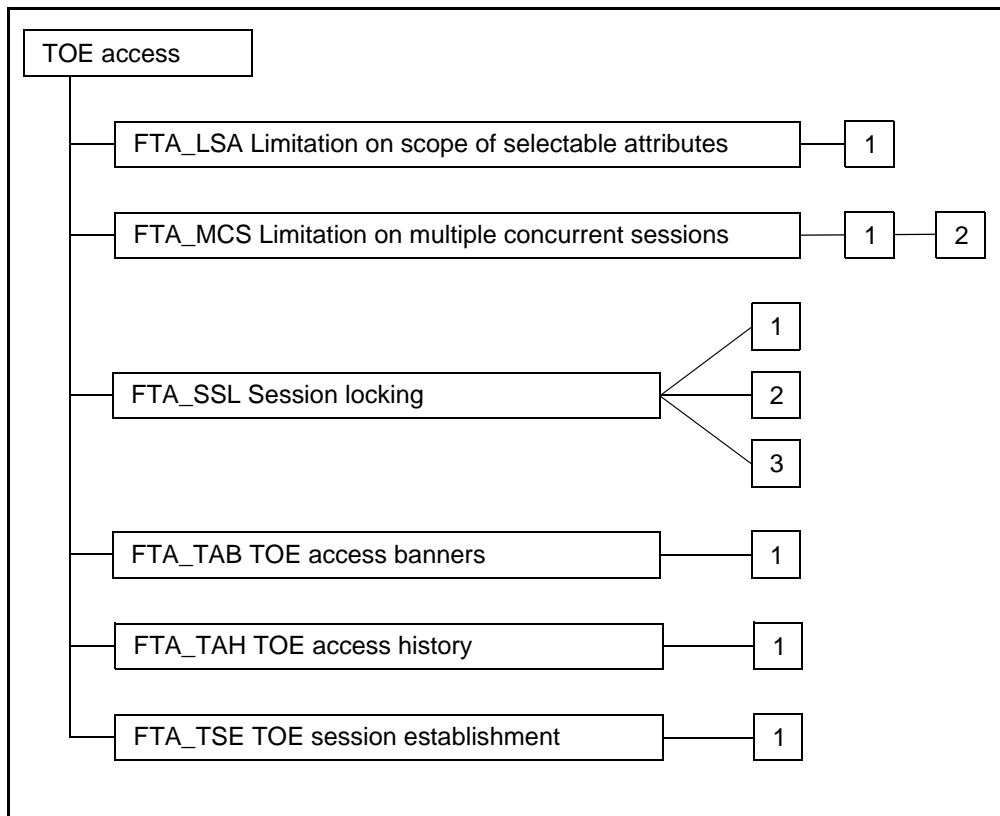 TOE access
FTA_LSA Limitation on scope of selectable attributes 1
FTA_MCS Limitation on multiple concurrent sessions 1 2
1
FTA_SSL Session locking 2
3
FTA_TAB TOE access banners 1
FTA_TAH TOE access history 1
FTA_TSE TOE session establishment 1